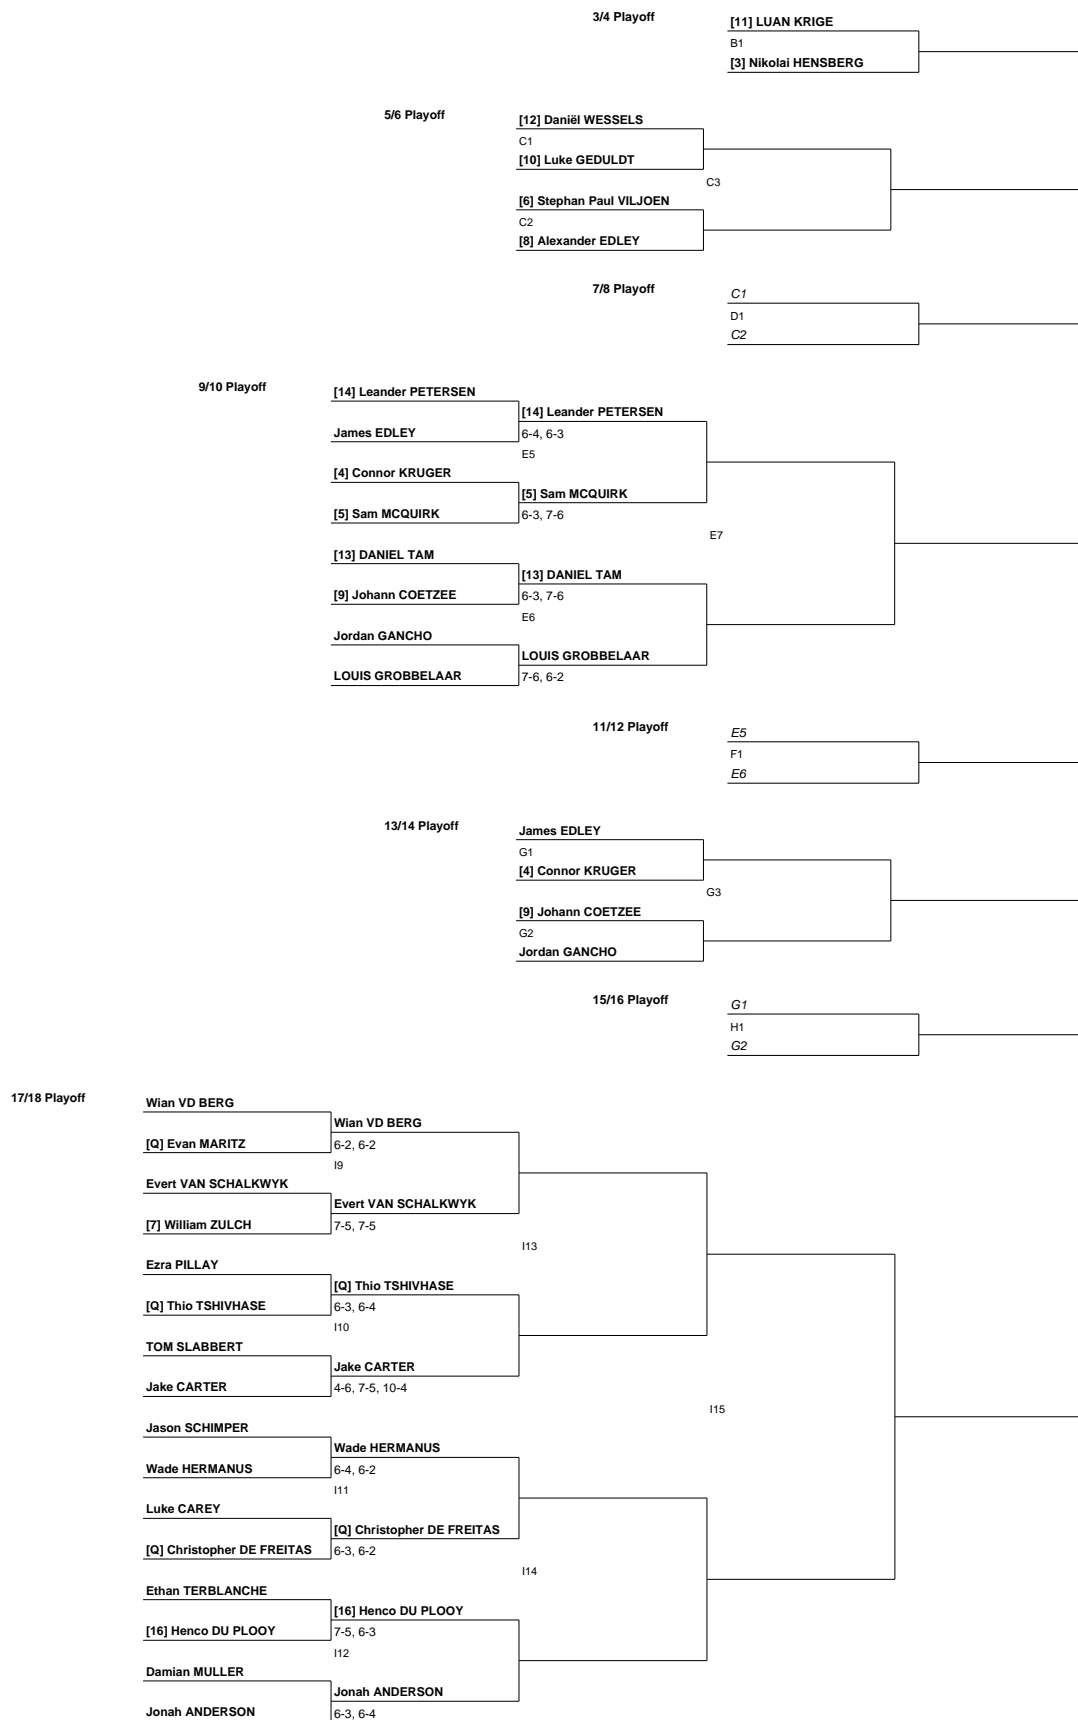 3/4 Playoff
[11] LUAN KRIGE
B1
[3] Nikolai HENSBERG
5/6 Playoff
[12] Daniël WESSELS
C1
[10] Luke GEDULDT
C3
[6] Stephan Paul VILJOEN
C2
[8] Alexander EDLEY
7/8 Playoff
C1
D1
C2
9/10 Playoff
[14] Leander PETERSEN
[14] Leander PETERSEN
James EDLEY
6-4, 6-3
E5
[4] Connor KRUGER
[5] Sam MCQUIRK
[5] Sam MCQUIRK
6-3, 7-6
E7
[13] DANIEL TAM
[13] DANIEL TAM
[9] Johann COETZEE
6-3, 7-6
E6
Jordan GANCHO
LOUIS GROBBELAAR
LOUIS GROBBELAAR
7-6, 6-2
11/12 Playoff
E5
F1
E6
13/14 Playoff
James EDLEY
G1
[4] Connor KRUGER
G3
[9] Johann COETZEE
G2
Jordan GANCHO
15/16 Playoff
G1
H1
G2
17/18 Playoff
Wian VD BERG
Wian VD BERG
[Q] Evan MARITZ
6-2, 6-2
I9
Evert VAN SCHALKWYK
Evert VAN SCHALKWYK
[7] William ZULCH
7-5, 7-5
I13
Ezra PILLAY
[Q] Thio TSHIVHASE
[Q] Thio TSHIVHASE
6-3, 6-4
I10
TOM SLABBERT
Jake CARTER
Jake CARTER
4-6, 7-5, 10-4
I15
Jason SCHIMPER
Wade HERMANUS
Wade HERMANUS
6-4, 6-2
I11
Luke CAREY
[Q] Christopher DE FREITAS
[Q] Christopher DE FREITAS
6-3, 6-2
I14
Ethan TERBLANCHE
[16] Henco DU PLOOY
[16] Henco DU PLOOY
7-5, 6-3
I12
Damian MULLER
Jonah ANDERSON
Jonah ANDERSON
6-3, 6-4